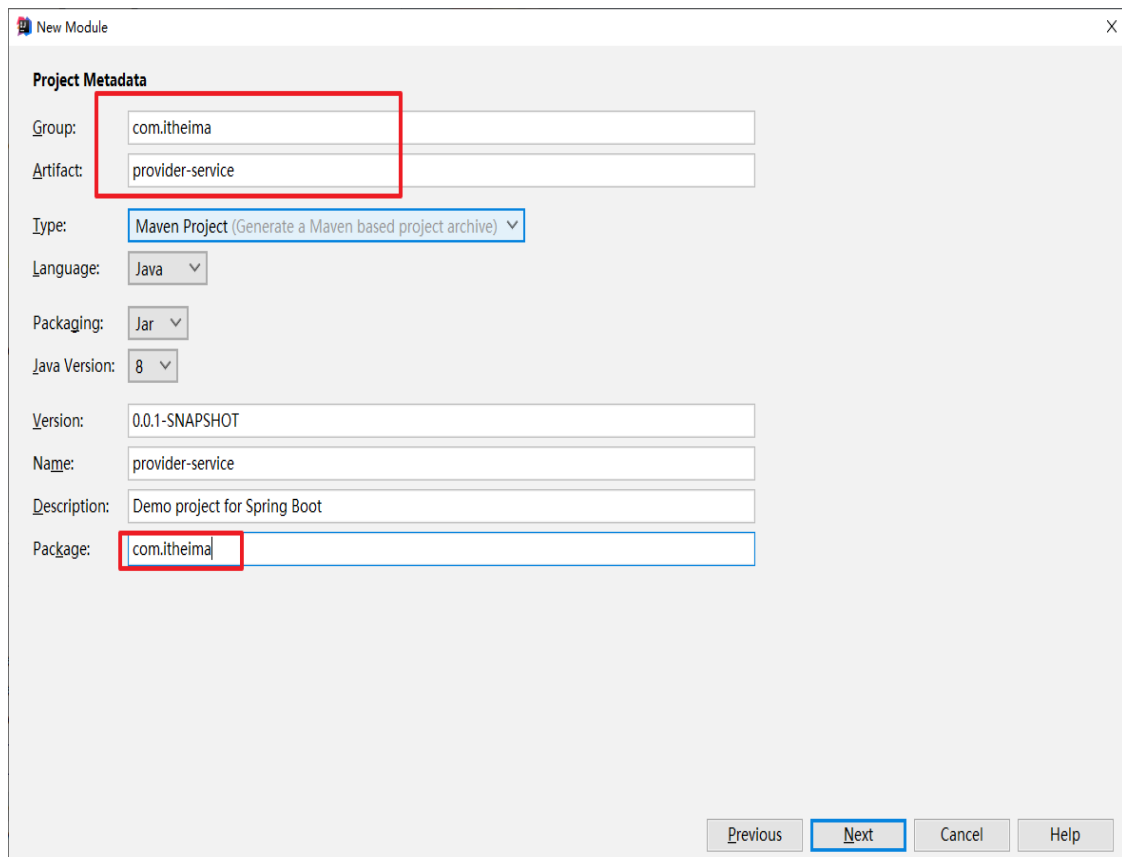 New Module
Project Metadata
Group: com.itheima
Artifact: provider-service
Type: Maven Project (Generate a Maven based project archive)
Language: Java
Packaging: Jar
Java Version: 8
Version: 0.0.1-SNAPSHOT
Name: provider-service
Description: Demo project for Spring Boot
Package: com.itheima
Previous Next Cancel Help